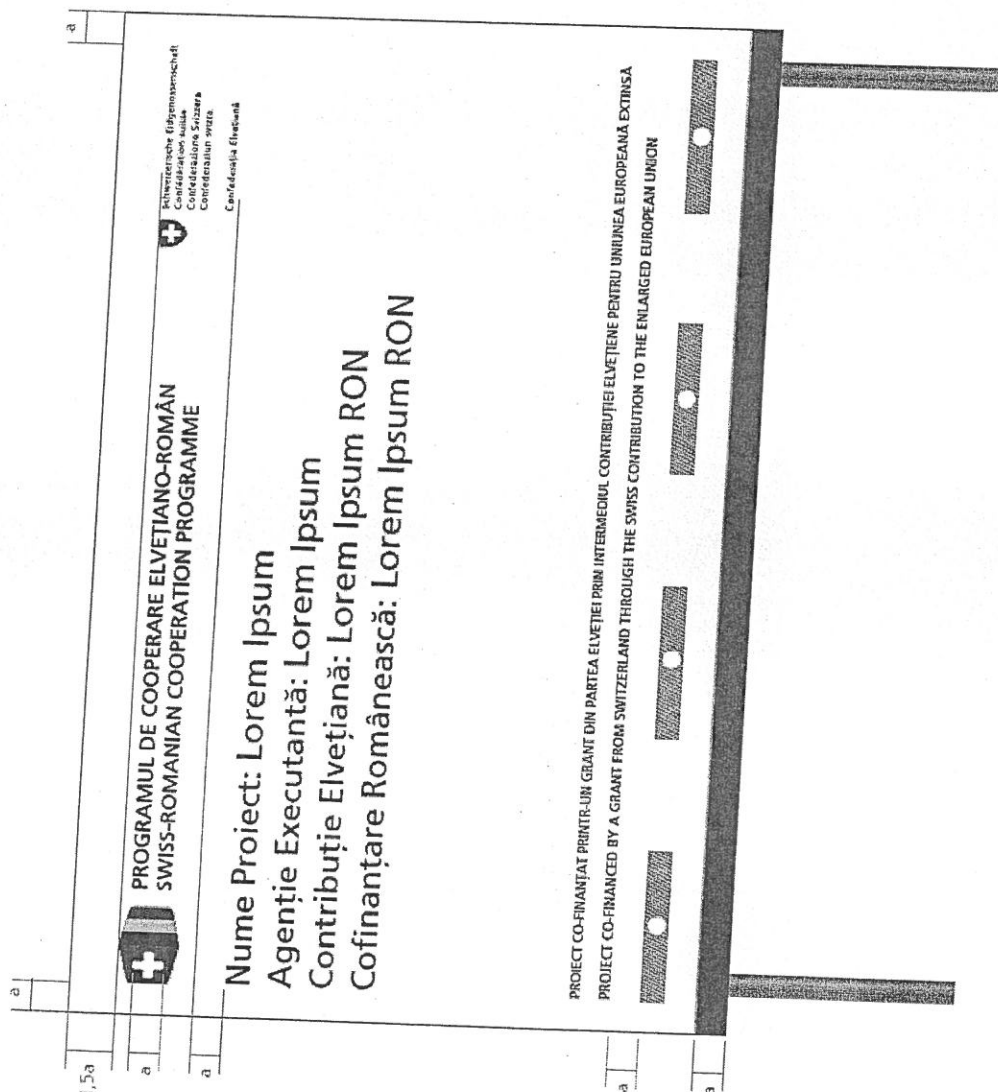 PROGRAMUL DE COOPERARE ELVEȚIANO-ROMÂN
SWISS-ROMANIAN COOPERATION PROGRAMME
Schweizerische Eidgenossenschaft
Confédération suisse
Confederazione Svizzera
Confederaziun svizra
Confederația Elvețiană
Nume Proiect: Lorem Ipsum
Agenție Executantă: Lorem Ipsum
Contribuție Elvețiană: Lorem Ipsum RON
Cofinanțare Românească: Lorem Ipsum RON
PROIECT CO-FINANȚAT PRINTR-UN GRANT DIN PARTEA ELVEȚIEI PRIN INTERMEDIUL CONTRIBUȚIEI ELVEȚIENE PENTRU UNIUNEA EUROPEANĂ EXTINSĂ
PROJECT CO-FINANCED BY A GRANT FROM SWITZERLAND THROUGH THE SWISS CONTRIBUTION TO THE ENLARGED EUROPEAN UNION
a
a
,5a
a
a
a
a